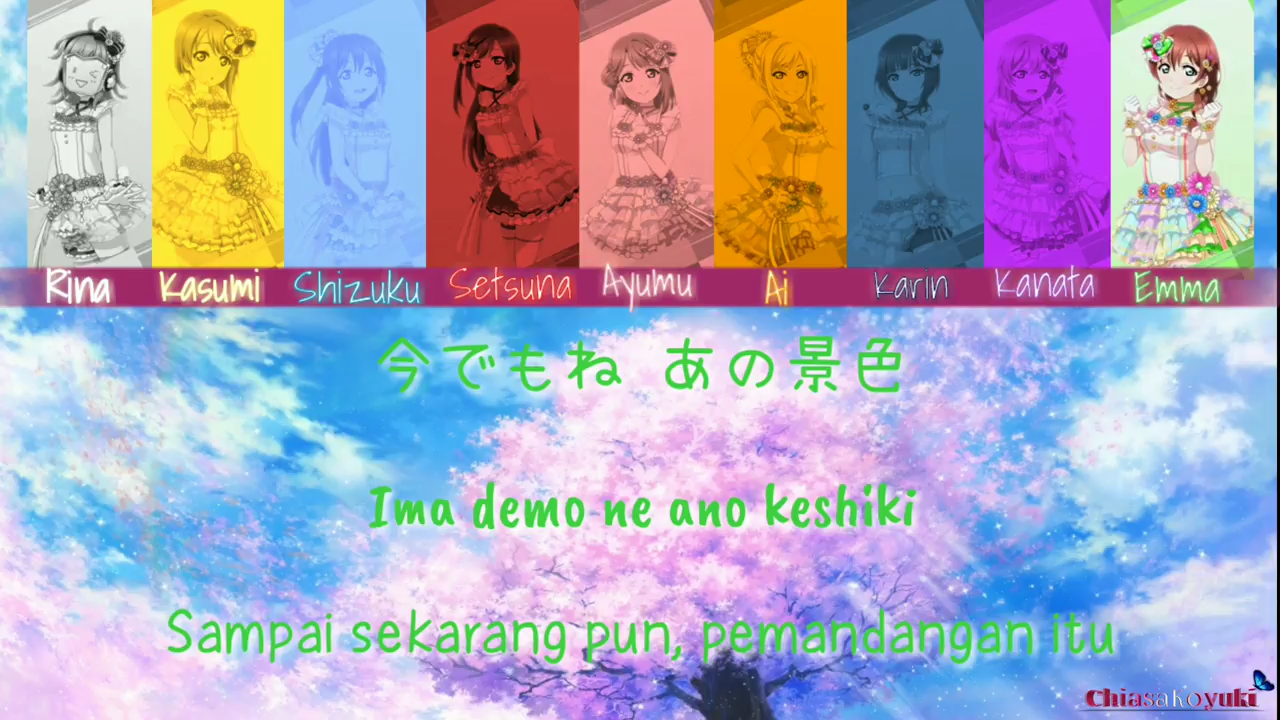 Rina Kasumi Shizuku Setsuna Ayumu Ai Karin Kanata Emma
今でもね あの景色
Ima demo ne ano keshiki
Sampai sekarang pun, pemandangan itu
Chiasakoyuki